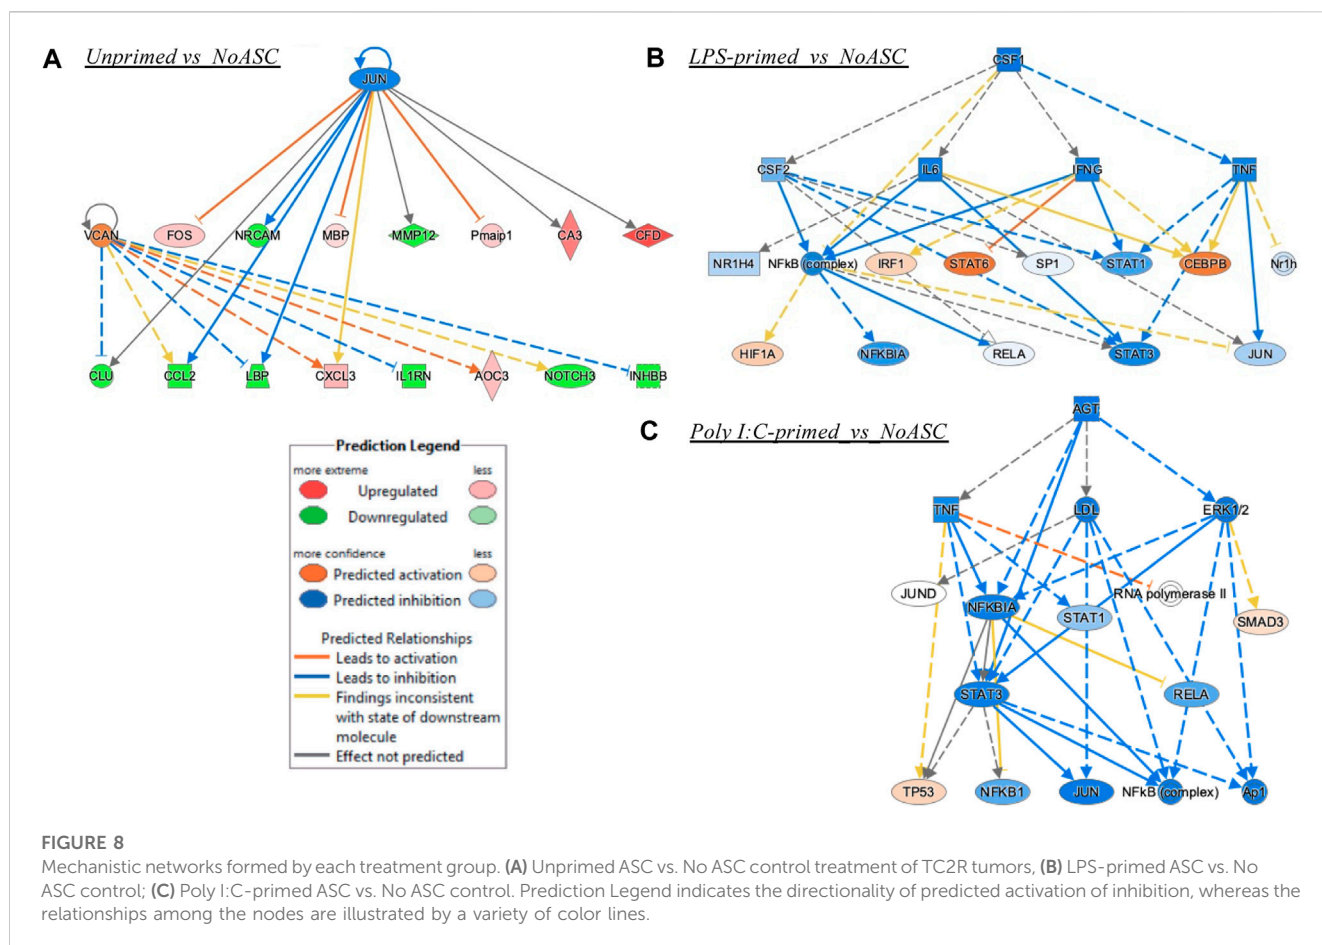 A
Unprimed vs NoASC
JUN
VCAN
FOS
NRCAM
MBP
MMP12
Pmaip1
CA3
CFD
CLU
CCL2
LBP
CXCL3
IL1RN
AOC3
NOTCH3
INHBB
B
LPS-primed vs NoASC
CSF1
CSF2
IL6
IFNG
TNF
NR1H4
NFkB (complex)
IRF1
STAT6
SP1
STAT1
CEBPB
Nr1h
HIF1A
NFKBIA
RELA
STAT3
JUN
C
Poly I:C-primed_vs_NoASC
AGT
TNF
LDL
ERK1/2
JUND
NFKBIA
STAT1
RNA polymerase II
SMAD3
STAT3
RELA
TP53
NFKB1
JUN
NFkB (complex)
Ap1
Prediction Legend
more extreme less
Upregulated
Downregulated
more confidence less
Predicted activation
Predicted inhibition
Predicted Relationships
Leads to activation
Leads to inhibition
Findings inconsistent
with state of downstream
molecule
Effect not predicted
FIGURE 8
Mechanistic networks formed by each treatment group. (A) Unprimed ASC vs. No ASC control treatment of TC2R tumors, (B) LPS-primed ASC vs. No
ASC control; (C) Poly I:C-primed ASC vs. No ASC control. Prediction Legend indicates the directionality of predicted activation of inhibition, whereas the
relationships among the nodes are illustrated by a variety of color lines.